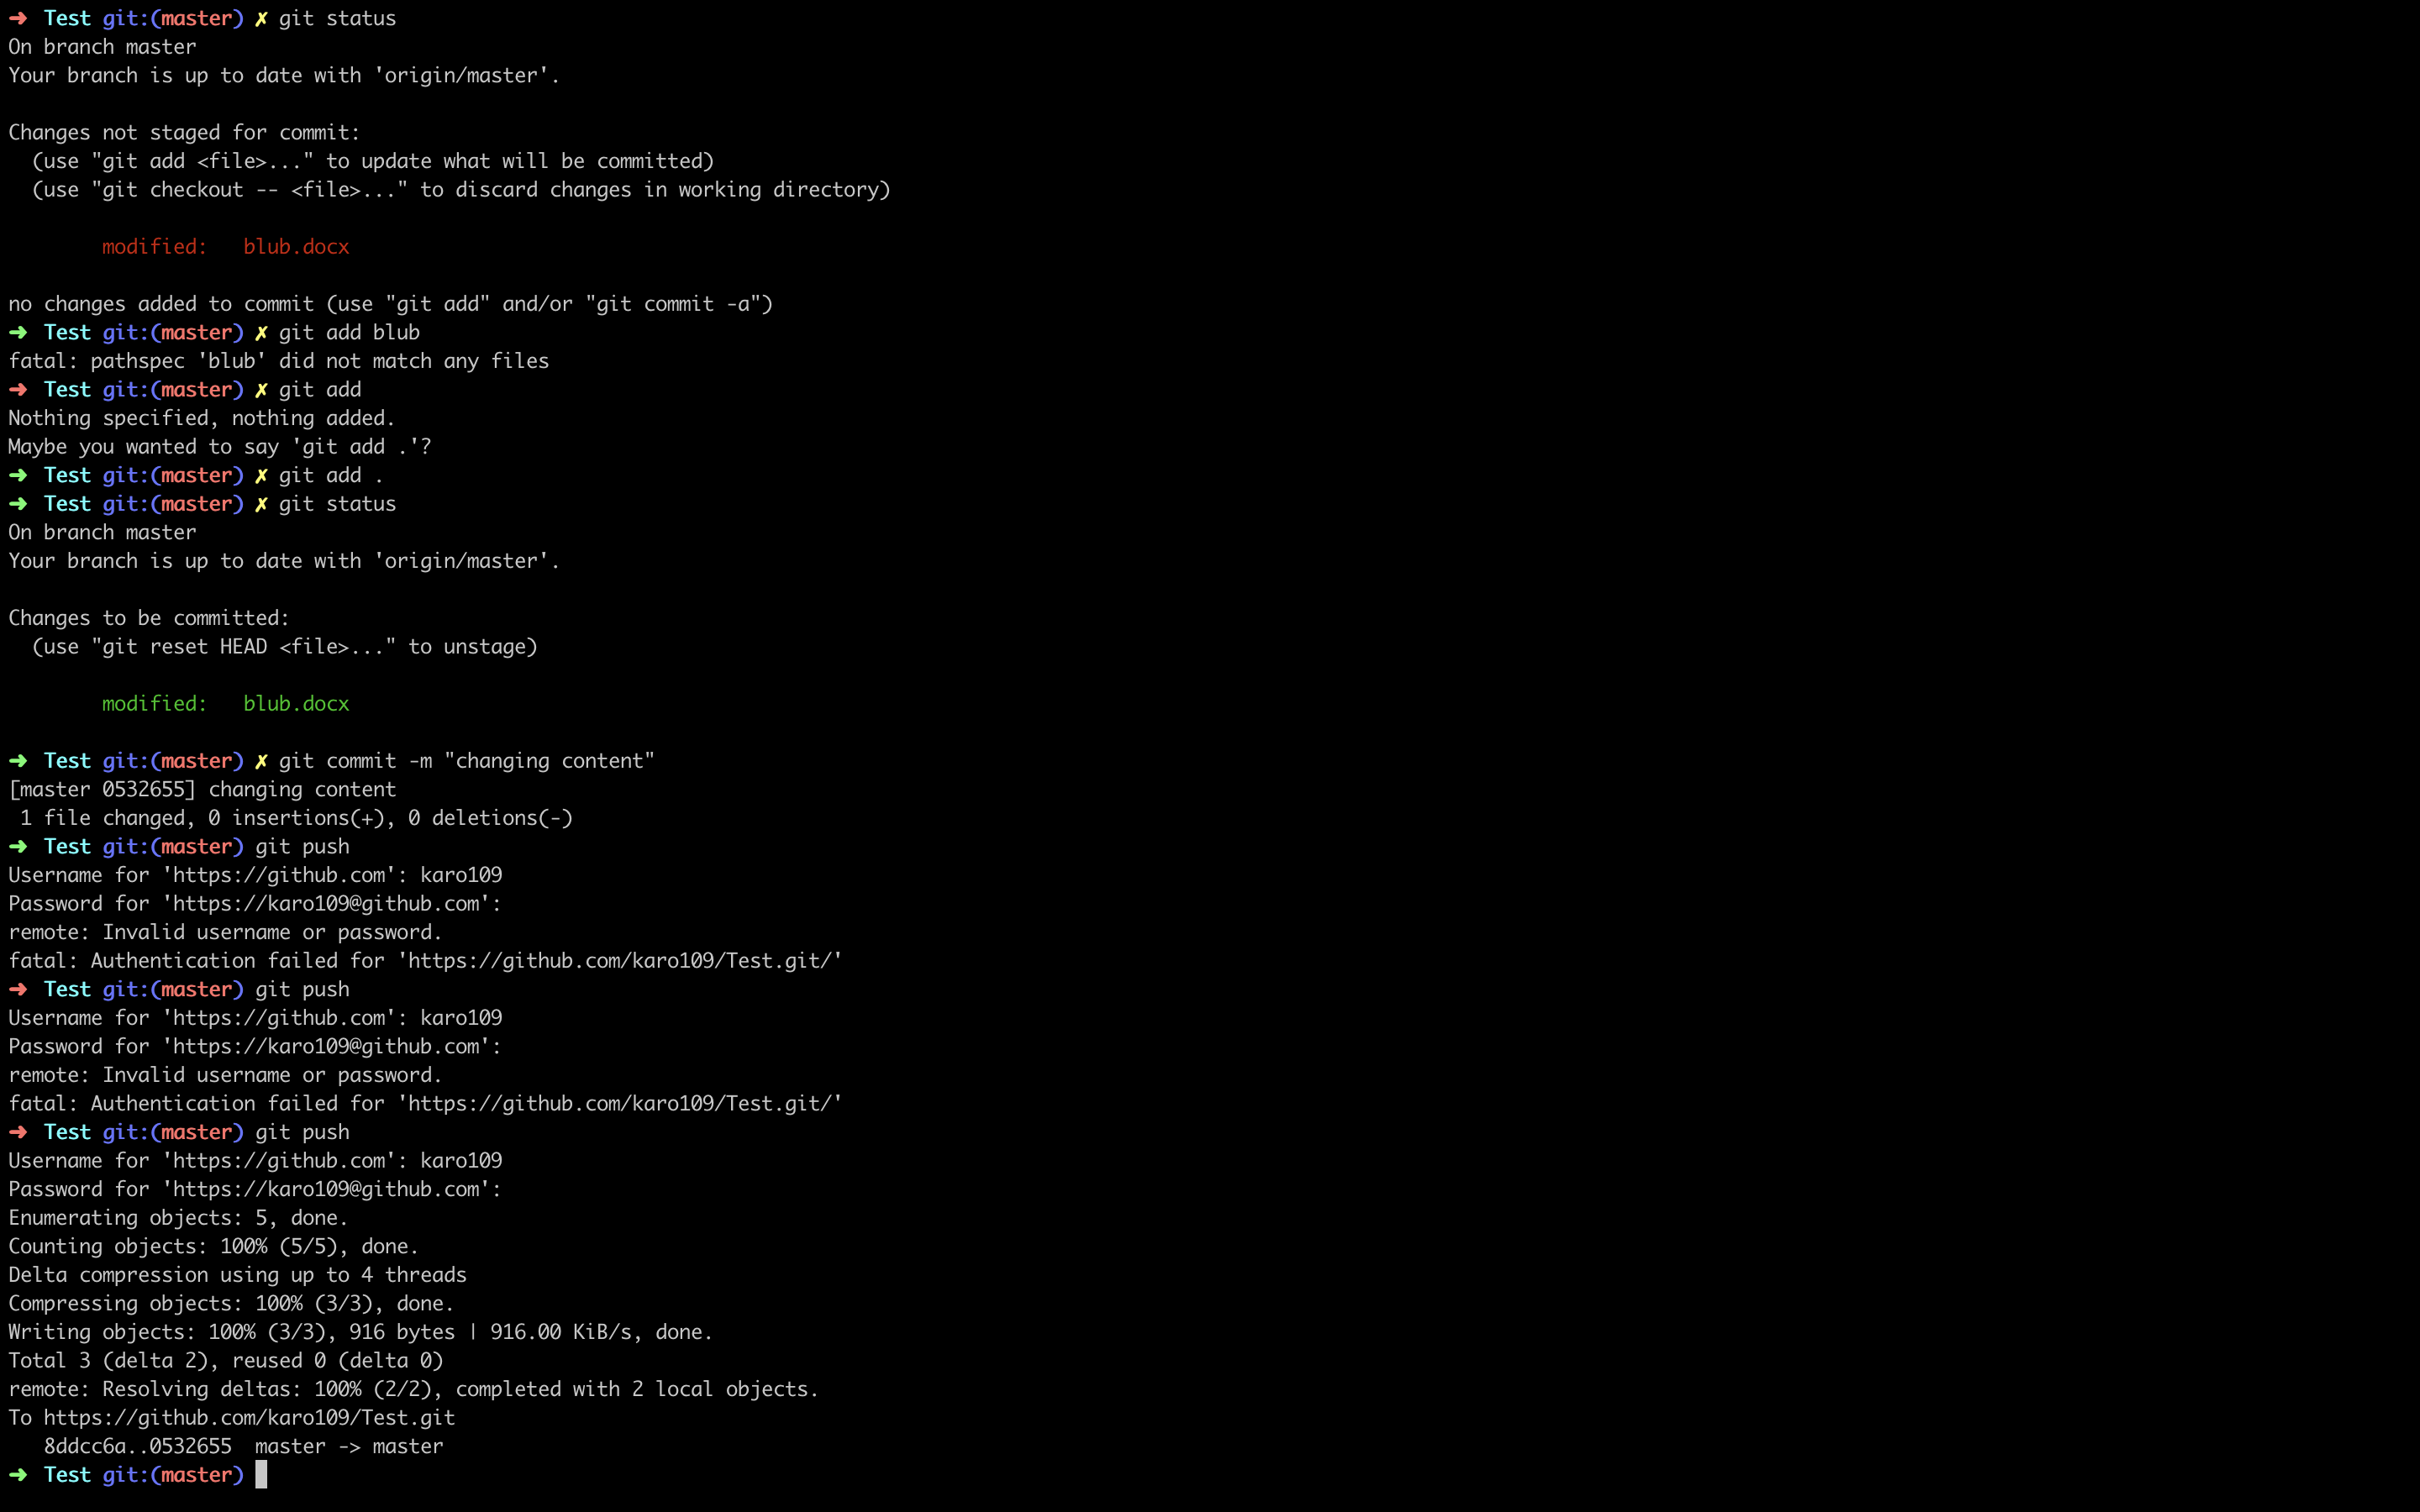 ➜ Test git:(master) ✗ git status
On branch master
Your branch is up to date with 'origin/master'.
Changes not staged for commit:
(use "git add <file>..." to update what will be committed)
(use "git checkout -- <file>..." to discard changes in working directory)
modified: blub.docx
no changes added to commit (use "git add" and/or "git commit -a")
➜ Test git:(master) ✗ git add blub
fatal: pathspec 'blub' did not match any files
➜ Test git:(master) ✗ git add
Nothing specified, nothing added.
Maybe you wanted to say 'git add .'?
➜ Test git:(master) ✗ git add .
➜ Test git:(master) ✗ git status
On branch master
Your branch is up to date with 'origin/master'.
Changes to be committed:
(use "git reset HEAD <file>..." to unstage)
modified: blub.docx
➜ Test git:(master) ✗ git commit -m "changing content"
[master 0532655] changing content
1 file changed, 0 insertions(+), 0 deletions(-)
➜ Test git:(master) git push
Username for 'https://github.com': karo109
Password for 'https://karo109@github.com':
remote: Invalid username or password.
fatal: Authentication failed for 'https://github.com/karo109/Test.git/'
➜ Test git:(master) git push
Username for 'https://github.com': karo109
Password for 'https://karo109@github.com':
remote: Invalid username or password.
fatal: Authentication failed for 'https://github.com/karo109/Test.git/'
➜ Test git:(master) git push
Username for 'https://github.com': karo109
Password for 'https://karo109@github.com':
Enumerating objects: 5, done.
Counting objects: 100% (5/5), done.
Delta compression using up to 4 threads
Compressing objects: 100% (3/3), done.
Writing objects: 100% (3/3), 916 bytes | 916.00 KiB/s, done.
Total 3 (delta 2), reused 0 (delta 0)
remote: Resolving deltas: 100% (2/2), completed with 2 local objects.
To https://github.com/karo109/Test.git
8ddcc6a..0532655 master -> master
➜ Test git:(master)